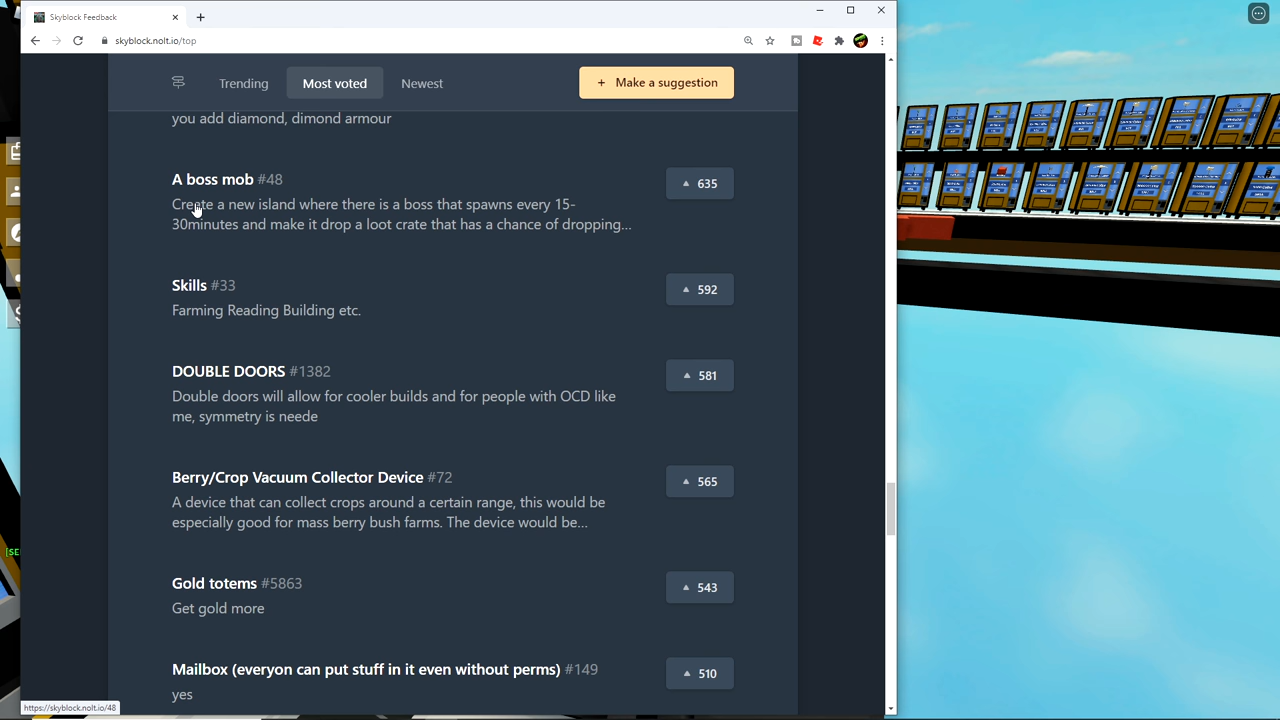 Skyblock Feedback
skyblock.nolt.io/top
Trending
Most voted
Newest
+ Make a suggestion
you add diamond, dimond armour
A boss mob #48
635
Create a new island where there is a boss that spawns every 15-
30minutes and make it drop a loot crate that has a chance of dropping...
Skills #33
592
Farming Reading Building etc.
DOUBLE DOORS #1382
581
Double doors will allow for cooler builds and for people with OCD like
me, symmetry is neede
Berry/Crop Vacuum Collector Device #72
565
A device that can collect crops around a certain range, this would be
especially good for mass berry bush farms. The device would be...
Gold totems #5863
543
Get gold more
Mailbox (everyon can put stuff in it even without perms) #149
510
yes
https://skyblock.nolt.io/48
[SE